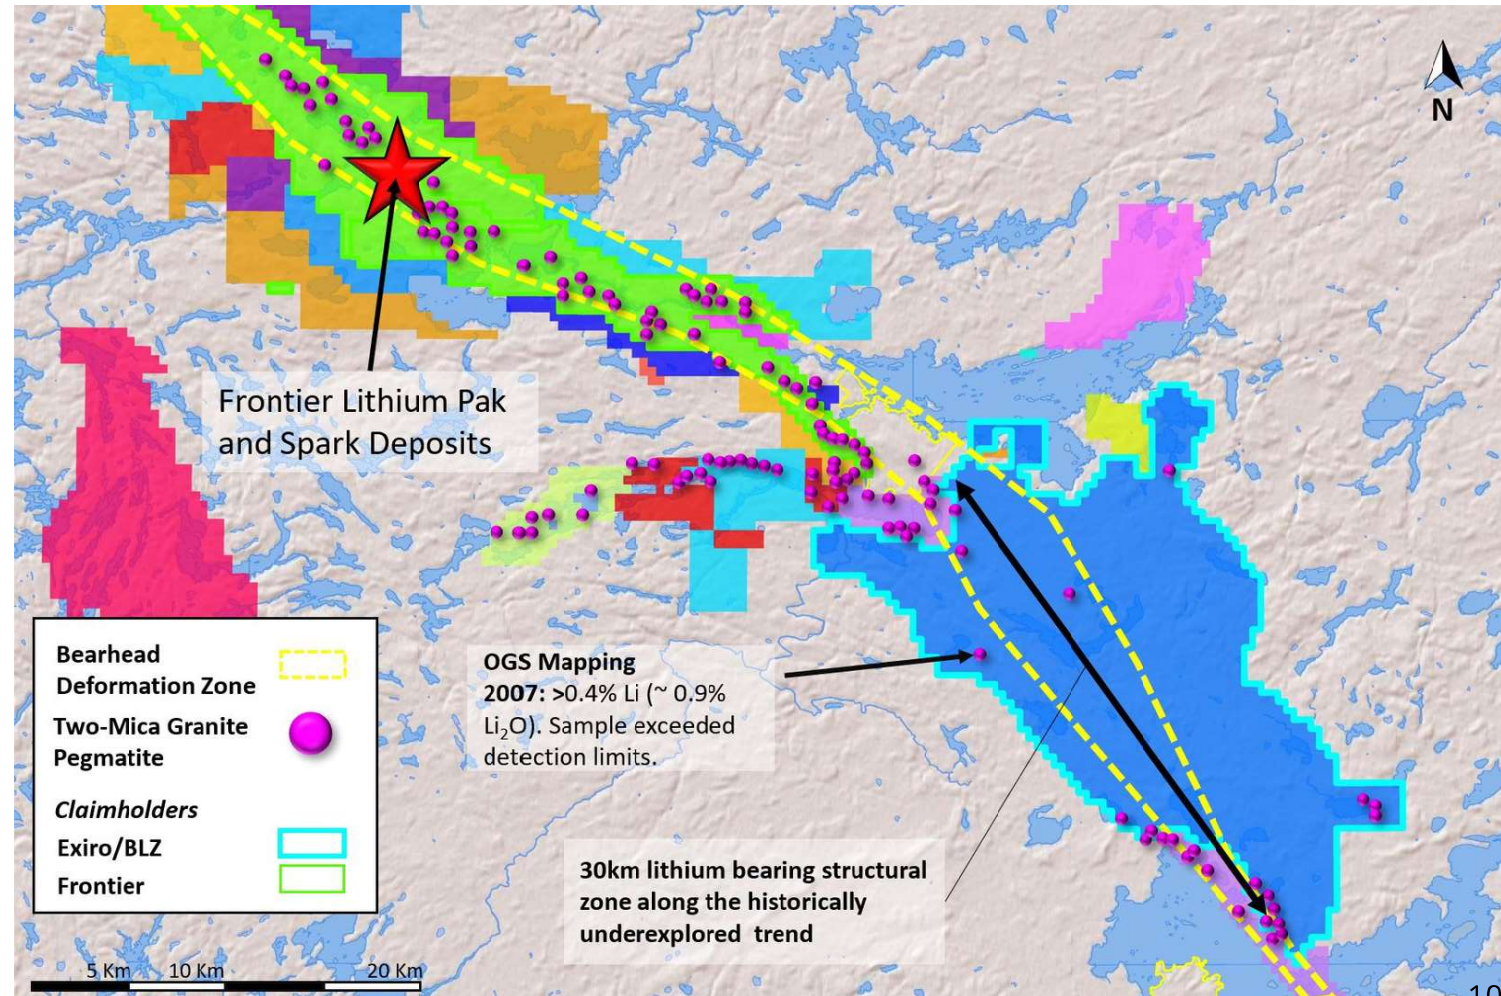 N
Frontier Lithium Pak
and Spark Deposits
OGS Mapping
2007: >0.4% Li (~ 0.9%
Li₂O). Sample exceeded
detection limits.
Bearhead
Deformation Zone
Two-Mica Granite
Pegmatite
Claimholders
Exiro/BLZ
Frontier
30km lithium bearing structural
zone along the historically
underexplored trend
5 Km 10 Km 20 Km
10